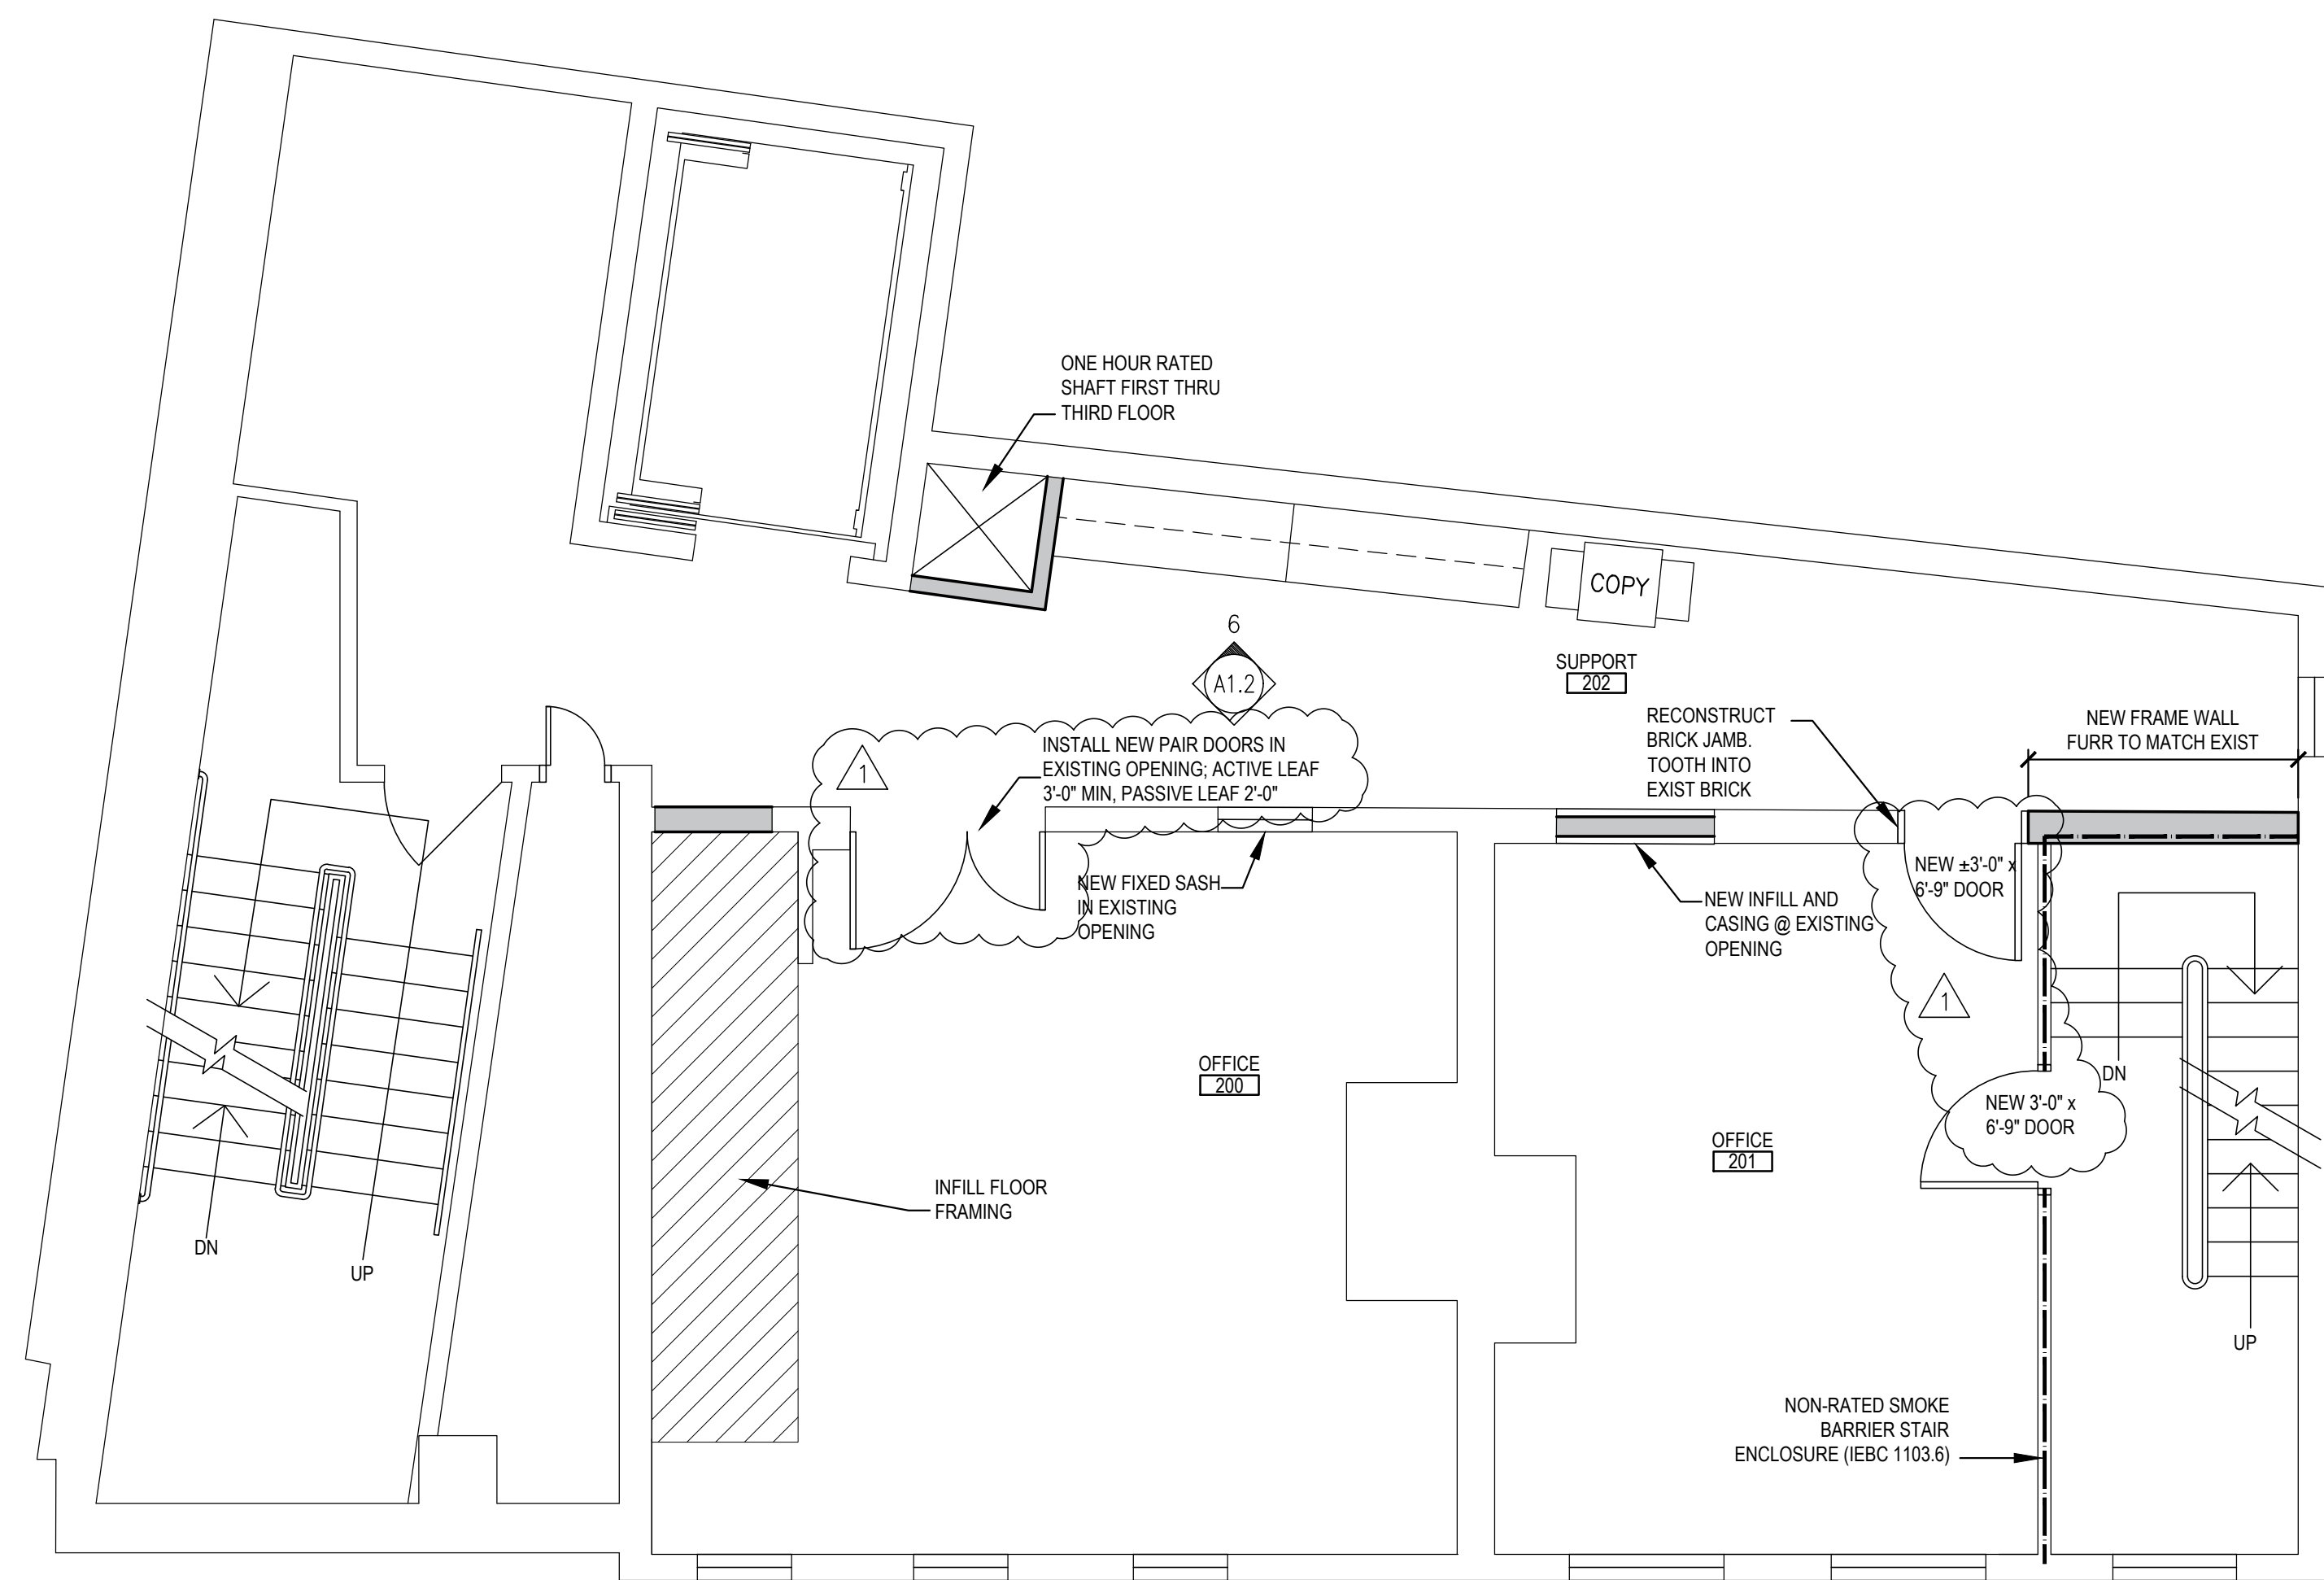 ONE HOUR RATED
SHAFT FIRST THRU
THIRD FLOOR
COPY
6
A1.2
SUPPORT
202
RECONSTRUCT
BRICK JAMB.
TOOTH INTO
EXIST BRICK
NEW FRAME WALL
FURR TO MATCH EXIST
1
INSTALL NEW PAIR DOORS IN
EXISTING OPENING; ACTIVE LEAF
3'-0" MIN, PASSIVE LEAF 2'-0"
NEW FIXED SASH
IN EXISTING
OPENING
NEW INFILL AND
CASING @ EXISTING
OPENING
NEW ±3'-0" x
6'-9" DOOR
1
OFFICE
200
DN
NEW 3'-0" x
6'-9" DOOR
OFFICE
201
INFILL FLOOR
FRAMING
DN
UP
UP
NON-RATED SMOKE
BARRIER STAIR
ENCLOSURE (IEBC 1103.6)